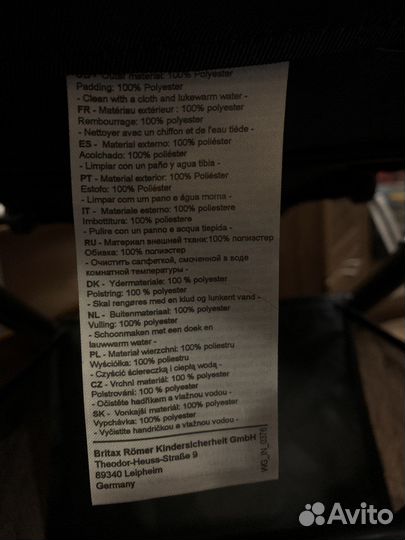 GB - Outer material: 100% Polyester
Padding: 100% Polyester
- Clean with a cloth and lukewarm water -
FR - Matériau extérieur : 100% polyester
Rembourrage: 100% polyester
- Nettoyer avec un chiffon et de l'eau tiède -
ES - Material externo: 100% poliéster
Acolchado: 100% poliéster
- Limpiar con un paño y agua tibia -
PT - Material exterior: 100% poliéster
Estofo: 100% poliéster
- Limpar com um pano e água morna -
IT - Materiale esterno: 100% poliestere
Imbottitura: 100% poliestere
- Pulire con un panno e acqua tiepida -
RU - Материал внешней ткани:100% полиэстер
Обивка: 100% полиэстер
- Очистить салфеткой, смоченной в воде
комнатной температуры -
DK - Ydermateriale: 100 % polyester
Polstring: 100 % polyester
- Skal rengøres med en klud og lunkent vand -
NL - Buitenmateriaal: 100% polyester
Vulling: 100% polyester
- Schoonmaken met een doek en
lauwwarm water -
PL - Materiał wierzchni: 100% poliestru
Wyściółka: 100% poliestru
- Czyścić ściereczką i ciepłą wodą -
CZ - Vrchní materiál: 100 % polyester
Polstrování: 100 % polyester
- Očistěte hadříkem a vlažnou vodou -
SK - Vonkajší materiál: 100% polyester
Vypchávka: 100% polyester
- Vyčistite handričkou a vlažnou vodou -
Britax Römer Kindersicherheit GmbH
Theodor-Heuss-Straße 9
89340 Leipheim
Germany
Avito